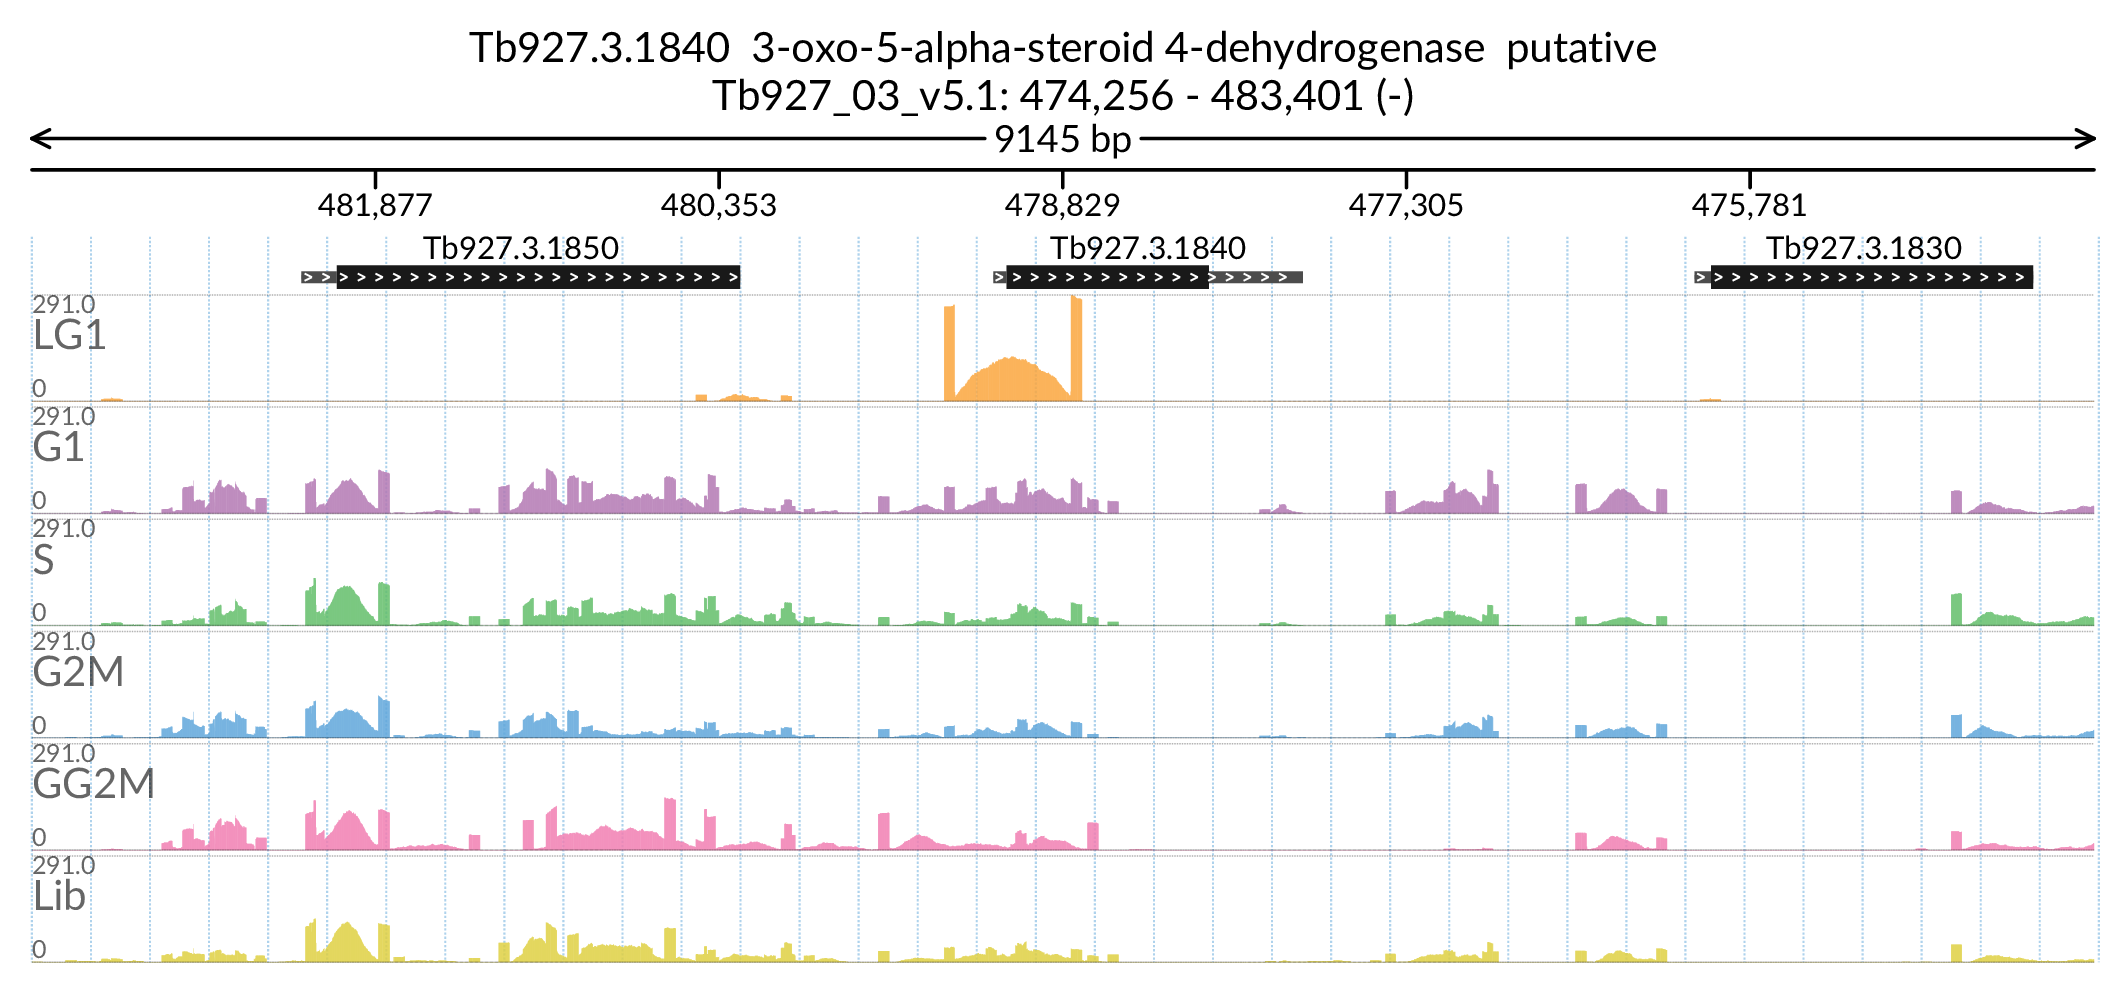 Tb927.3.1840  3-oxo-5-alpha-steroid 4-dehydrogenase  putative
Tb927_03_v5.1: 474,256 - 483,401 (-)
9145 bp
481,877 480,353 478,829 477,305 475,781
Tb927.3.1850 Tb927.3.1840 Tb927.3.1830
291.0
LG1
0
291.0
G1
0
291.0
S
0
291.0
G2M
0
291.0
GG2M
0
291.0
Lib
0